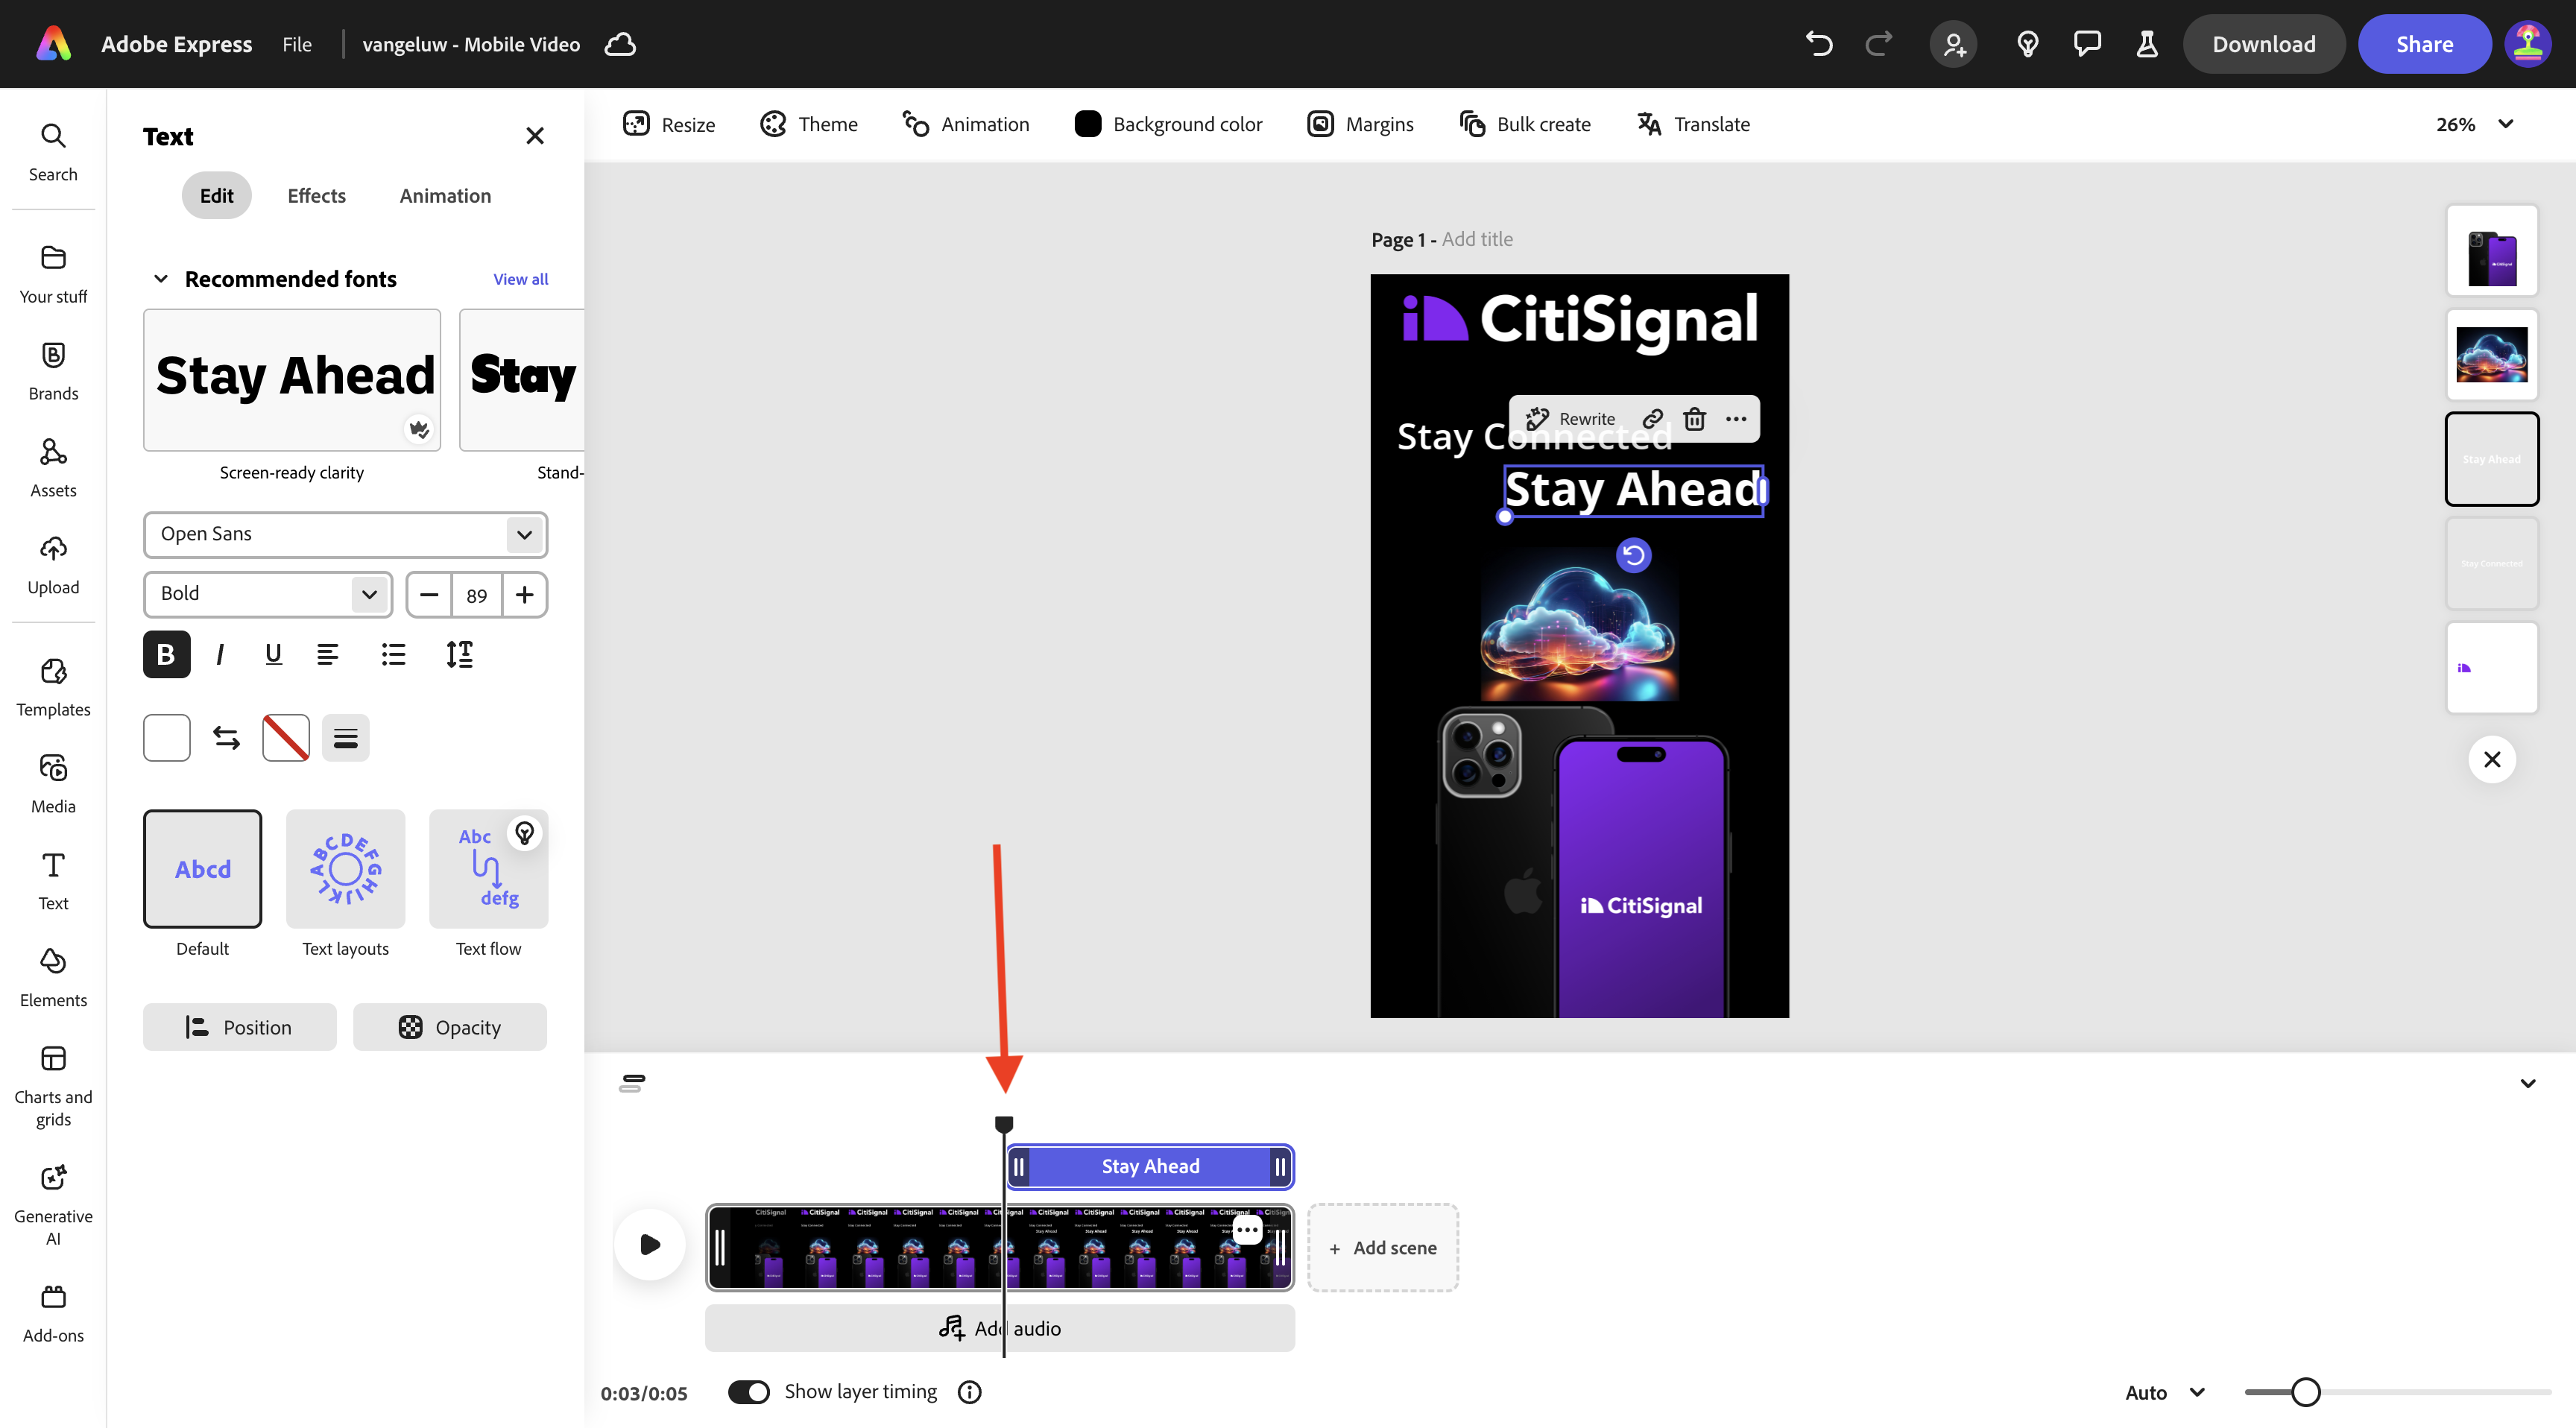 Adobe Express File vangeluw - Mobile Video Download Share
Search
Your stuff
Brands
Assets
Upload
Templates
Media
Text
Elements
Charts and
grids
Generative
AI
Add-ons
Text
Edit Effects Animation
Recommended fonts View all
Stay Ahead Stay
Screen-ready clarity Stand-
Open Sans
Bold 89
B I U
Abcd ABCDEFGHIJKL Abc
defg
Default Text layouts Text flow
Position Opacity
Resize Theme Animation Background color Margins Bulk create Translate 26%
Page 1 - Add title
CitiSignal
Rewrite
Stay Connected
Stay Ahead
CitiSignal
Stay Ahead
Stay Connected
Stay Ahead
+ Add scene
Add audio
0:03/0:05 Show layer timing Auto